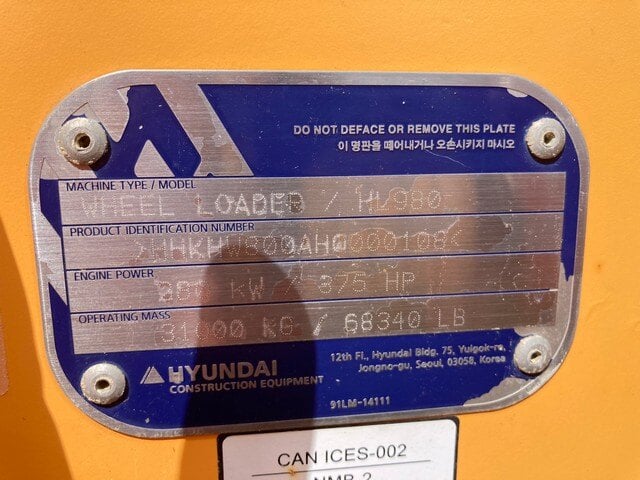 DO NOT DEFACE OR REMOVE THIS PLATE
이 명판을 떼어내거나 오손시키지 마시오
MACHINE TYPE / MODEL
WHEEL LOADER / HL980
PRODUCT IDENTIFICATION NUMBER
ENGINE POWER
KW / 375 HP
OPERATING MASS
KG / 68340 LB
HYUNDAI
CONSTRUCTION EQUIPMENT
12th Fl., Hyundai Bldg. 75, Yulgok-ro,
Jongno-gu, Seoul, 03058, Korea
91LM-14111
CAN ICES-002
NMB-2